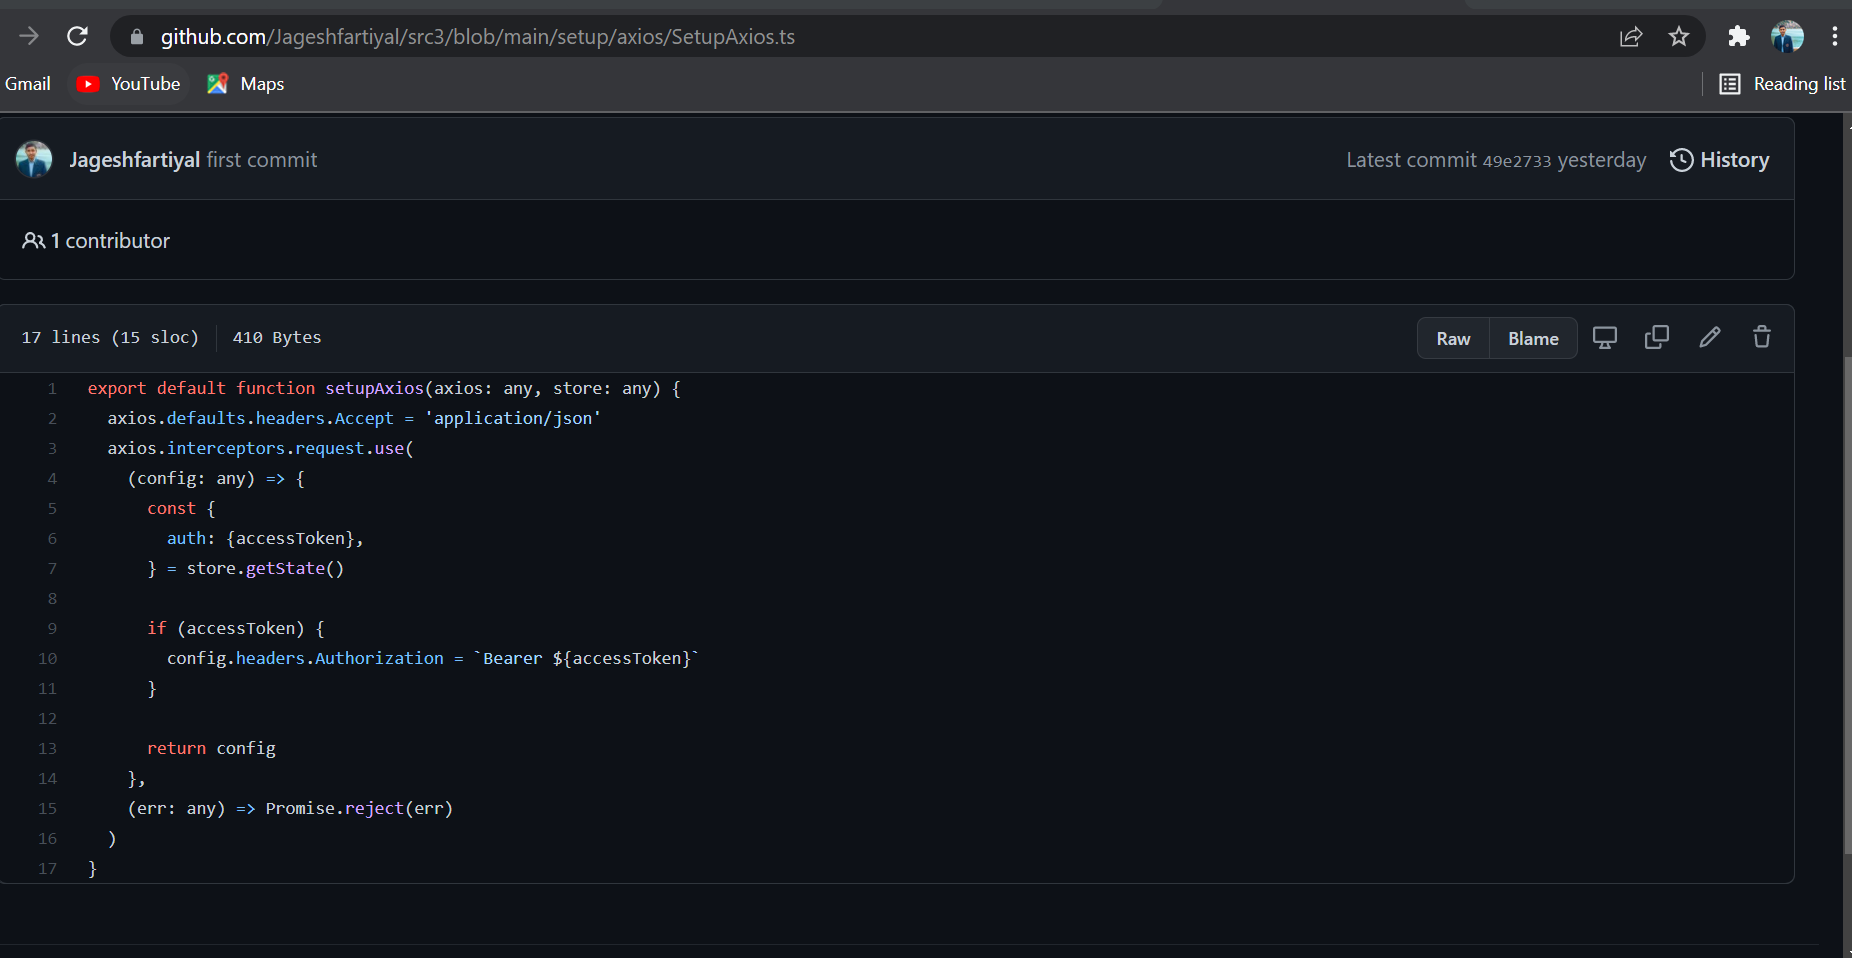 github.com/Jageshfartiyal/src3/blob/main/setup/axios/SetupAxios.ts
Gmail YouTube Maps Reading list
Jageshfartiyal first commit Latest commit 49e2733 yesterday History
1 contributor
17 lines (15 sloc) 410 Bytes Raw Blame
1 export default function setupAxios(axios: any, store: any) {
2   axios.defaults.headers.Accept = 'application/json'
3   axios.interceptors.request.use(
4     (config: any) => {
5       const {
6         auth: {accessToken},
7       } = store.getState()
8
9       if (accessToken) {
10         config.headers.Authorization = `Bearer ${accessToken}`
11       }
12
13       return config
14     },
15     (err: any) => Promise.reject(err)
16   )
17 }